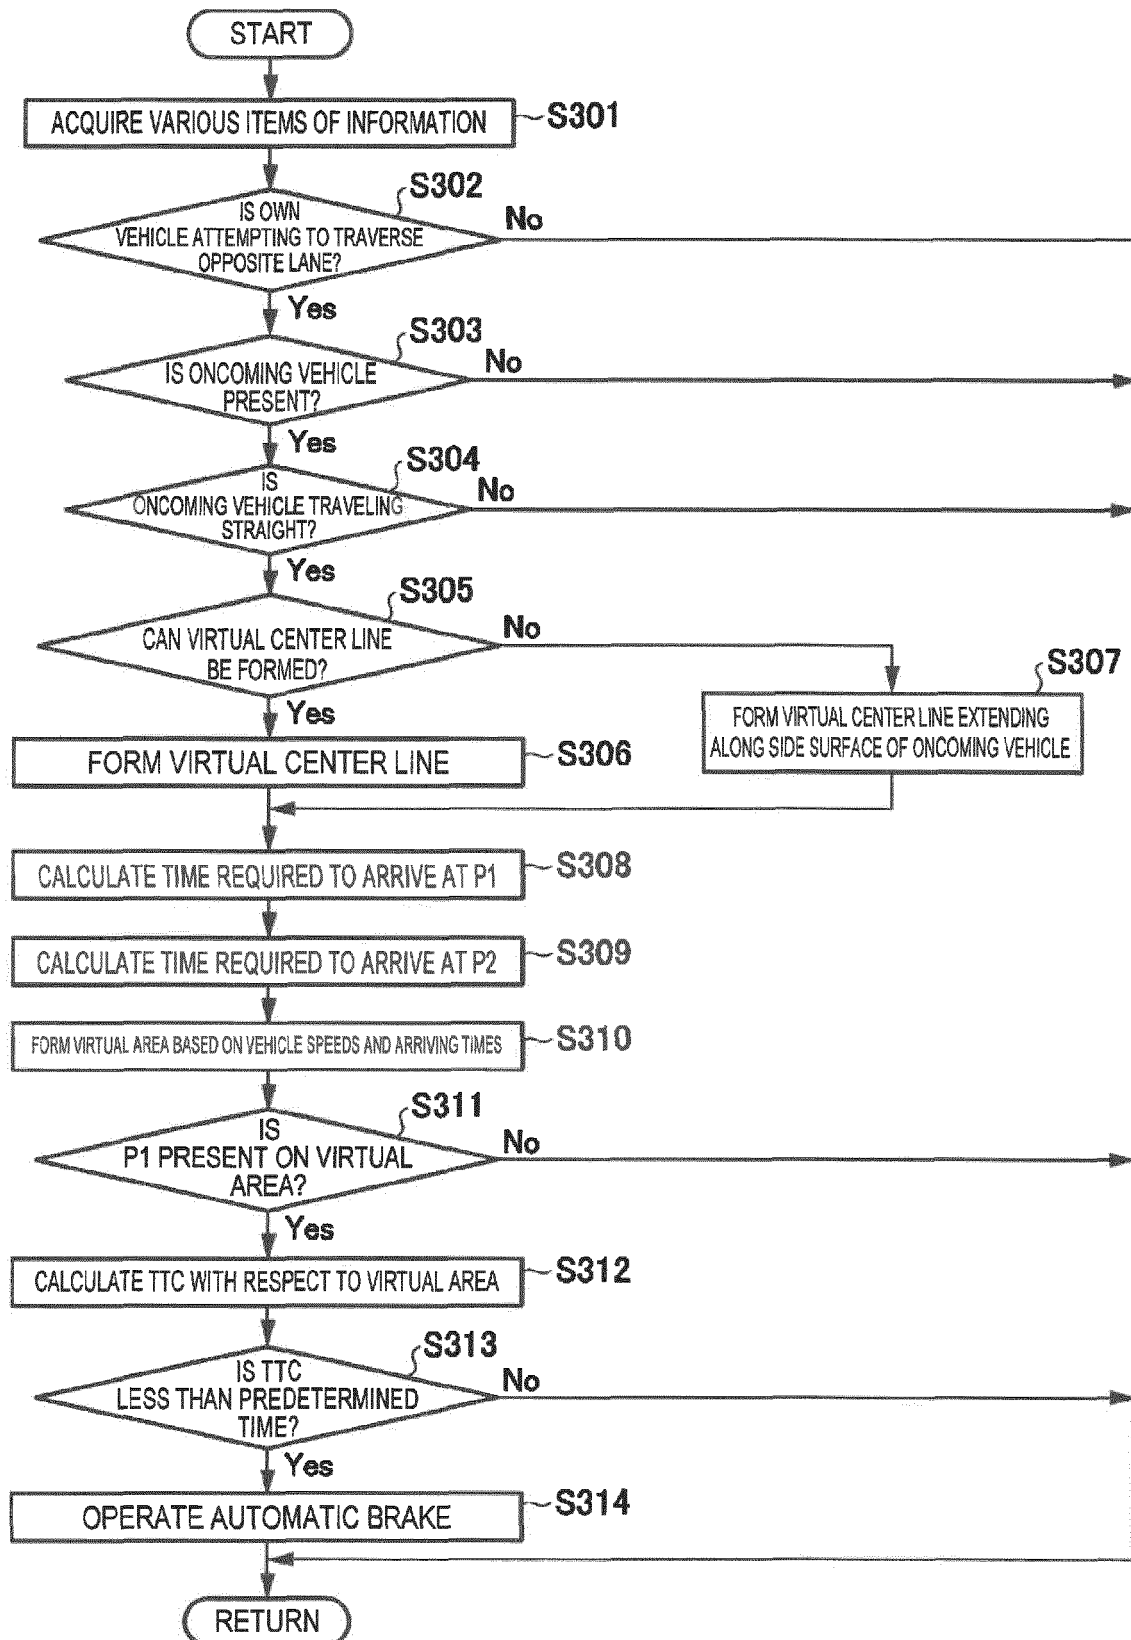 START
ACQUIRE VARIOUS ITEMS OF INFORMATION
S301
S302
IS OWN
VEHICLE ATTEMPTING TO TRAVERSE
OPPOSITE LANE?
No
Yes
S303
IS ONCOMING VEHICLE
PRESENT?
No
Yes
S304
IS
ONCOMING VEHICLE TRAVELING
STRAIGHT?
No
Yes
S305
CAN VIRTUAL CENTER LINE
BE FORMED?
No
Yes
S307
FORM VIRTUAL CENTER LINE EXTENDING
ALONG SIDE SURFACE OF ONCOMING VEHICLE
FORM VIRTUAL CENTER LINE
S306
CALCULATE TIME REQUIRED TO ARRIVE AT P1
S308
CALCULATE TIME REQUIRED TO ARRIVE AT P2
S309
FORM VIRTUAL AREA BASED ON VEHICLE SPEEDS AND ARRIVING TIMES
S310
S311
IS
P1 PRESENT ON VIRTUAL
AREA?
No
Yes
CALCULATE TTC WITH RESPECT TO VIRTUAL AREA
S312
S313
IS TTC
LESS THAN PREDETERMINED
TIME?
No
Yes
OPERATE AUTOMATIC BRAKE
S314
RETURN